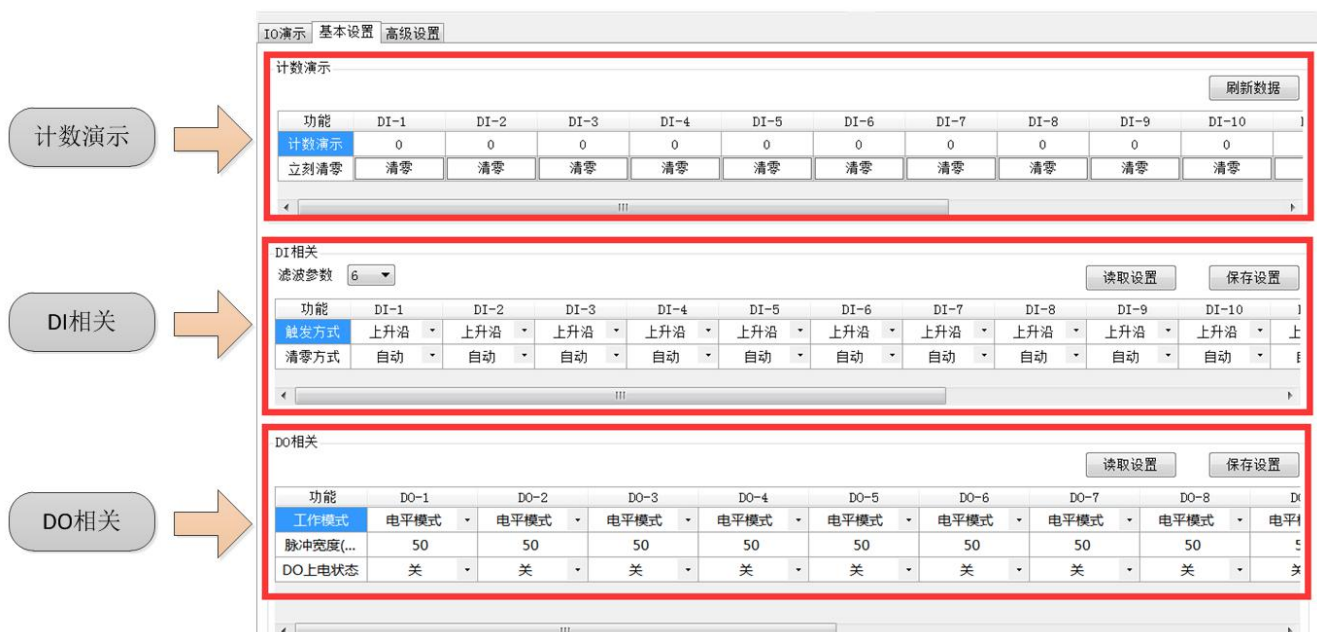 IO演示 基本设置 高级设置
计数演示
刷新数据
功能 DI-1 DI-2 DI-3 DI-4 DI-5 DI-6 DI-7 DI-8 DI-9 DI-10
计数演示 0 0 0 0 0 0 0 0 0 0
立刻清零 清零 清零 清零 清零 清零 清零 清零 清零 清零 清零
计数演示
DI相关
滤波参数 6 读取设置 保存设置
功能 DI-1 DI-2 DI-3 DI-4 DI-5 DI-6 DI-7 DI-8 DI-9 DI-10
触发方式 上升沿 上升沿 上升沿 上升沿 上升沿 上升沿 上升沿 上升沿 上升沿 上升沿 上
清零方式 自动 自动 自动 自动 自动 自动 自动 自动 自动 自动
DI相关
DO相关
读取设置 保存设置
功能 DO-1 DO-2 DO-3 DO-4 DO-5 DO-6 DO-7 DO-8
工作模式 电平模式 电平模式 电平模式 电平模式 电平模式 电平模式 电平模式 电平模式 电平
脉冲宽度(... 50 50 50 50 50 50 50 50
DO上电状态 关 关 关 关 关 关 关 关
DO相关